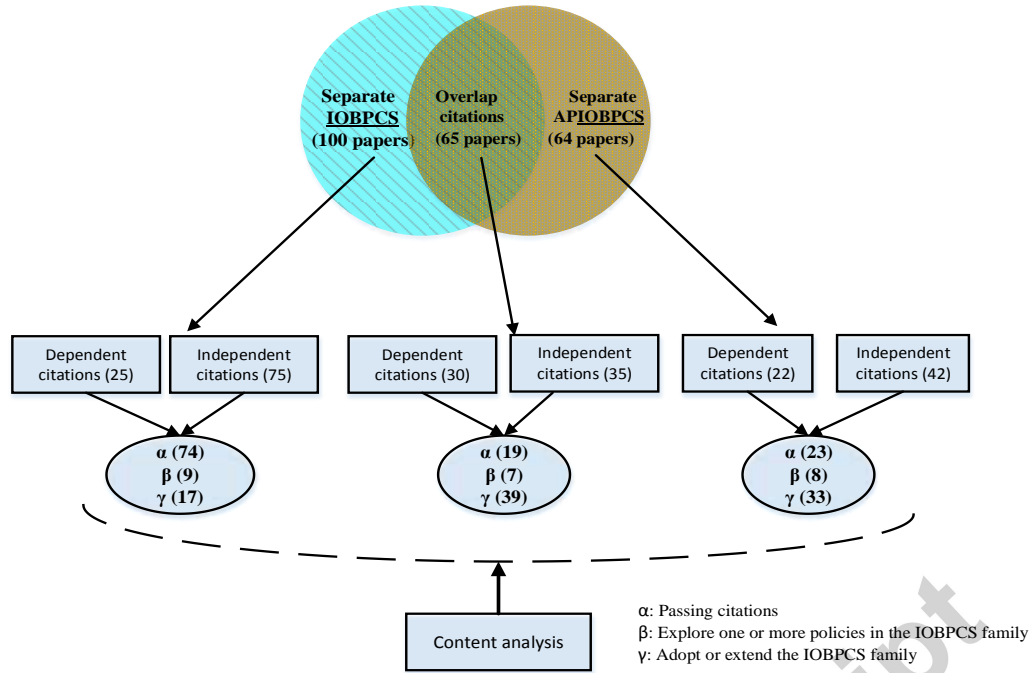 Separate
IOBPCS
(100 papers)
Overlap
citations
(65 papers)
Separate
APIOBPCS
(64 papers)
Dependent
citations (25)
Independent
citations (75)
Dependent
citations (30)
Independent
citations (35)
Dependent
citations (22)
Independent
citations (42)
α (74)
β (9)
γ (17)
α (19)
β (7)
γ (39)
α (23)
β (8)
γ (33)
Content analysis
α: Passing citations
β: Explore one or more policies in the IOBPCS family
γ: Adopt or extend the IOBPCS family